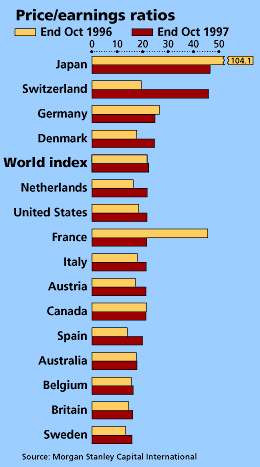 Price/earnings ratios
End Oct 1996 End Oct 1997
0 10 20 30 40 50
Japan 104.1
Switzerland
Germany
Denmark
World index
Netherlands
United States
France
Italy
Austria
Canada
Spain
Australia
Belgium
Britain
Sweden
Source: Morgan Stanley Capital International